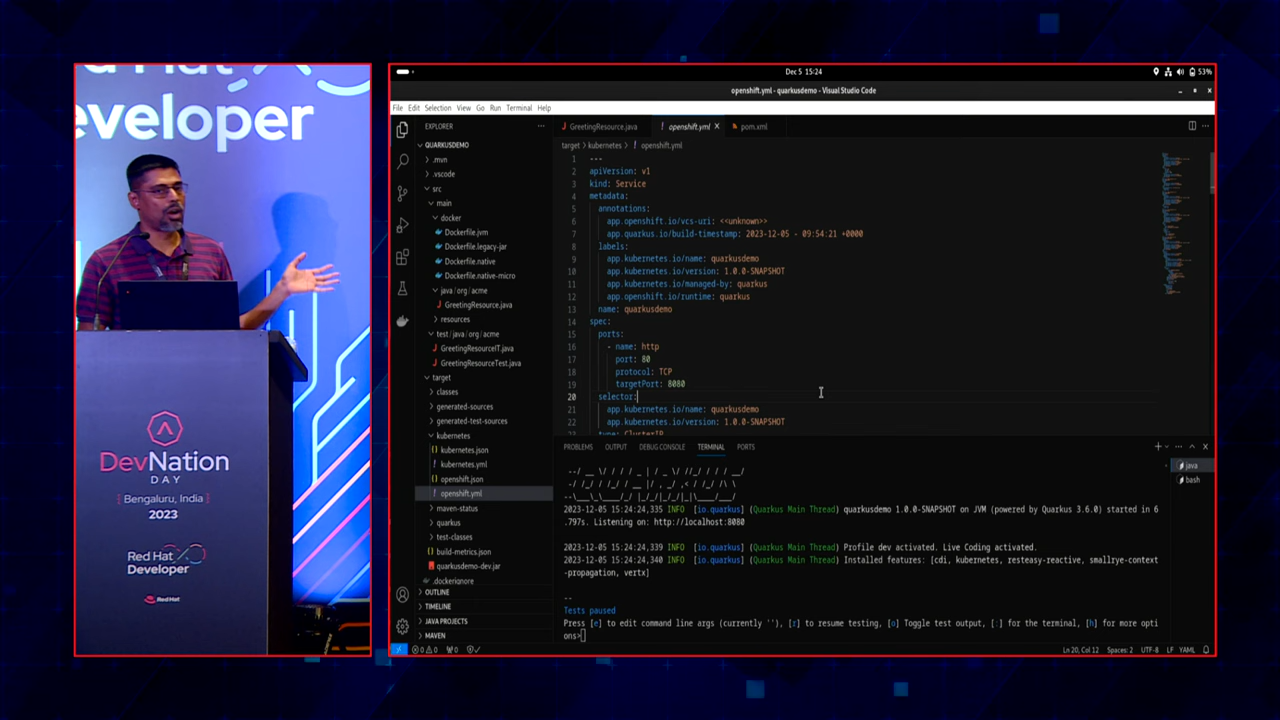 Red Hat
eveloper
DevNation
DAY
Bengaluru, India
2023
Red Hat
Developer
Red Hat
Dec 5 15:24
53%
openshift.yml - quarkusdemo - Visual Studio Code
File Edit Selection View Go Run Terminal Help
EXPLORER
QUARKUSDEMO
.mvn
.vscode
src
main
docker
Dockerfile.jvm
Dockerfile.legacy-jar
Dockerfile.native
Dockerfile.native-micro
java / org / acme
GreetingResource.java
resources
test / java / org / acme
GreetingResourceIT.java
GreetingResourceTest.java
target
classes
generated-sources
generated-test-sources
kubernetes
kubernetes.json
kubernetes.yml
openshift.json
openshift.yml
maven-status
quarkus
test-classes
build-metrics.json
quarkusdemo-dev.jar
.dockerignore
OUTLINE
TIMELINE
JAVA PROJECTS
MAVEN
GreetingResource.java openshift.yml pom.xml
target > kubernetes > openshift.yml
1 ---
2 apiVersion: v1
3 kind: Service
4 metadata:
5 annotations:
6 app.openshift.io/vcs-uri: <<unknown>>
7 app.quarkus.io/build-timestamp: 2023-12-05 - 09:54:21 +0000
8 labels:
9 app.kubernetes.io/name: quarkusdemo
10 app.kubernetes.io/version: 1.0.0-SNAPSHOT
11 app.kubernetes.io/managed-by: quarkus
12 app.openshift.io/runtime: quarkus
13 name: quarkusdemo
14 spec:
15 ports:
16 - name: http
17 port: 80
18 protocol: TCP
19 targetPort: 8080
20 selector:
21 app.kubernetes.io/name: quarkusdemo
22 app.kubernetes.io/version: 1.0.0-SNAPSHOT
type: ClusterIP
PROBLEMS OUTPUT DEBUG CONSOLE TERMINAL PORTS
java
bash
2023-12-05 15:24:24,335 INFO [io.quarkus] (Quarkus Main Thread) quarkusdemo 1.0.0-SNAPSHOT on JVM (powered by Quarkus 3.6.0) started in 6
.797s. Listening on: http://localhost:8080
2023-12-05 15:24:24,339 INFO [io.quarkus] (Quarkus Main Thread) Profile dev activated. Live Coding activated.
2023-12-05 15:24:24,340 INFO [io.quarkus] (Quarkus Main Thread) Installed features: [cdi, kubernetes, resteasy-reactive, smallrye-context
-propagation, vertx]
--
Tests paused
Press [e] to edit command line args (currently ''), [r] to resume testing, [o] Toggle test output, [:] for the terminal, [h] for more opti
ons>
0 0 0 Ln 20, Col 12 Spaces: 2 UTF-8 LF YAML